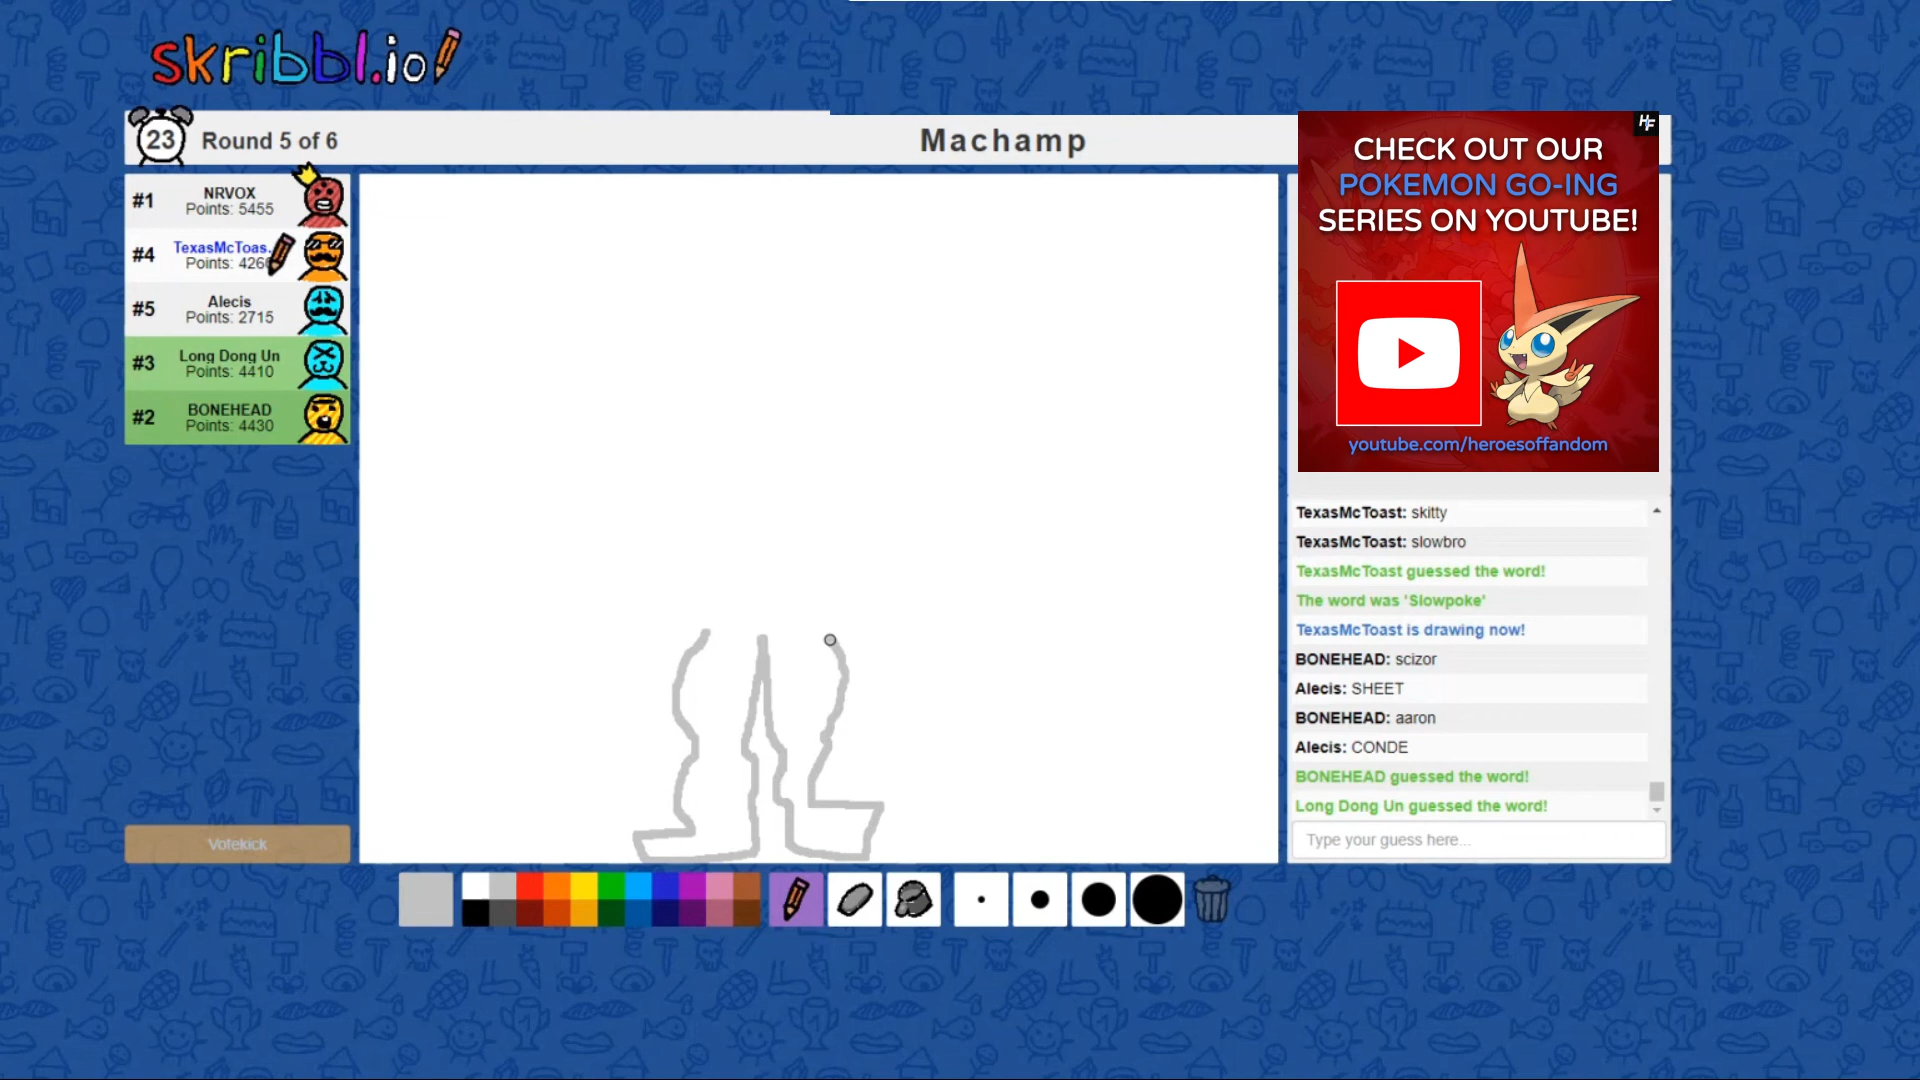 skribbl.io
23
Round 5 of 6
Machamp
#1
NRVOX
Points: 5455
#4
TexasMcToas..
Points: 426
#5
Alecis
Points: 2715
#3
Long Dong Un
Points: 4410
#2
BONEHEAD
Points: 4430
Votekick
HF
CHECK OUT OUR
POKEMON GO-ING
SERIES ON YOUTUBE!
youtube.com/heroesoffandom
TexasMcToast: skitty
TexasMcToast: slowbro
TexasMcToast guessed the word!
The word was 'Slowpoke'
TexasMcToast is drawing now!
BONEHEAD: scizor
Alecis: SHEET
BONEHEAD: aaron
Alecis: CONDE
BONEHEAD guessed the word!
Long Dong Un guessed the word!
Type your guess here...